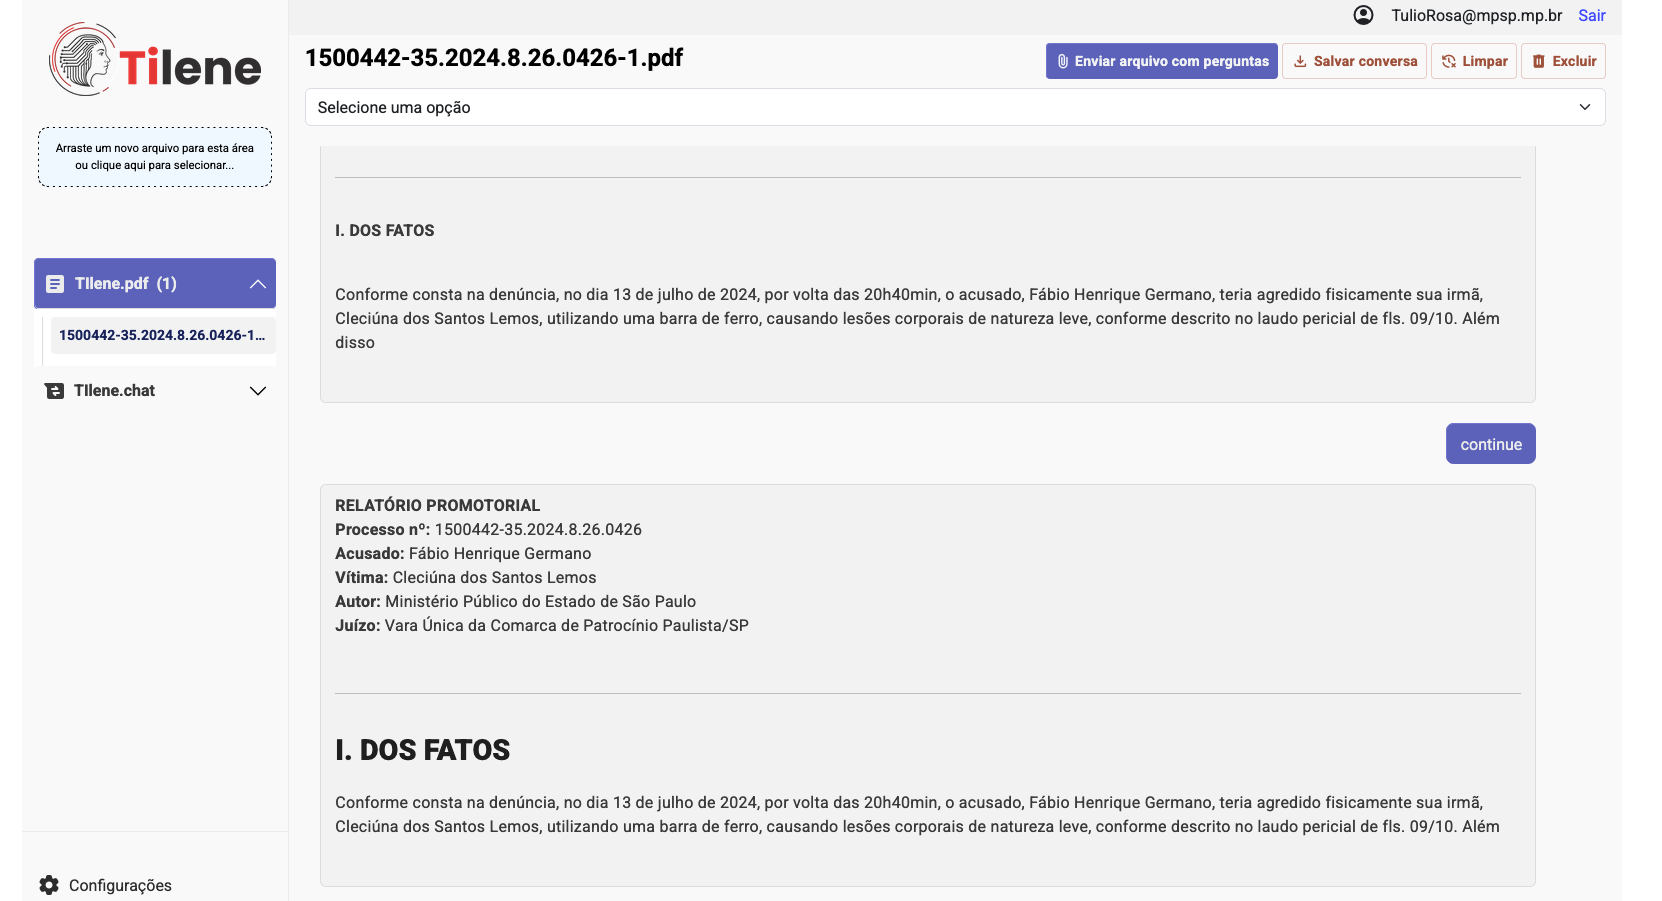 TulioRosa@mpsp.mp.br Sair
Tilene
1500442-35.2024.8.26.0426-1.pdf
Enviar arquivo com perguntas Salvar conversa Limpar Excluir
Selecione uma opção
Arraste um novo arquivo para esta área
ou clique aqui para selecionar...
TIlene.pdf (1)
1500442-35.2024.8.26.0426-1...
TIlene.chat
Configurações
I. DOS FATOS
Conforme consta na denúncia, no dia 13 de julho de 2024, por volta das 20h40min, o acusado, Fábio Henrique Germano, teria agredido fisicamente sua irmã,
Cleciúna dos Santos Lemos, utilizando uma barra de ferro, causando lesões corporais de natureza leve, conforme descrito no laudo pericial de fls. 09/10. Além
disso
continue
RELATÓRIO PROMOTORIAL
Processo nº: 1500442-35.2024.8.26.0426
Acusado: Fábio Henrique Germano
Vítima: Cleciúna dos Santos Lemos
Autor: Ministério Público do Estado de São Paulo
Juízo: Vara Única da Comarca de Patrocínio Paulista/SP
I. DOS FATOS
Conforme consta na denúncia, no dia 13 de julho de 2024, por volta das 20h40min, o acusado, Fábio Henrique Germano, teria agredido fisicamente sua irmã,
Cleciúna dos Santos Lemos, utilizando uma barra de ferro, causando lesões corporais de natureza leve, conforme descrito no laudo pericial de fls. 09/10. Além